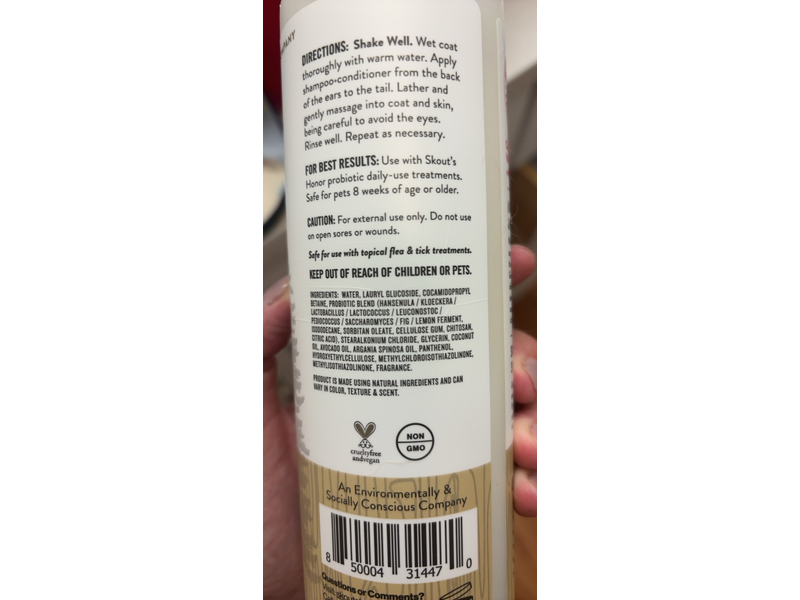 DIRECTIONS: Shake Well. Wet coat
thoroughly with warm water. Apply
shampoo+conditioner from the back
of the ears to the tail. Lather and
gently massage into coat and skin,
being careful to avoid the eyes.
Rinse well. Repeat as necessary.
FOR BEST RESULTS: Use with Skout's
Honor probiotic daily-use treatments.
Safe for pets 8 weeks of age or older.
CAUTION: For external use only. Do not use
on open sores or wounds.
Safe for use with topical flea & tick treatments.
KEEP OUT OF REACH OF CHILDREN OR PETS.
INGREDIENTS: WATER, LAURYL GLUCOSIDE, COCAMIDOPROPYL
BETAINE, PROBIOTIC BLEND (HANSENULA / KLOECKERA /
LACTOBACILLUS / LACTOCOCCUS / LEUCONOSTOC /
PEDIOCOCCUS / SACCHAROMYCES / FIG / LEMON FERMENT,
ISODODECANE, SORBITAN OLEATE, CELLULOSE GUM, CHITOSAN,
CITRIC ACID), STEARALKONIUM CHLORIDE, GLYCERIN, COCONUT
OIL, AVOCADO OIL, ARGANIA SPINOSA OIL, PANTHENOL,
HYDROXYETHYLCELLULOSE, METHYLCHLOROISOTHIAZOLINONE,
METHYLISOTHIAZOLINONE, FRAGRANCE.
PRODUCT IS MADE USING NATURAL INGREDIENTS AND CAN
VARY IN COLOR, TEXTURE & SCENT.
crueltyfree
andvegan
NON
GMO
An Environmentally &
Socially Conscious Company
8 50004 31447 0
Questions or Comments?